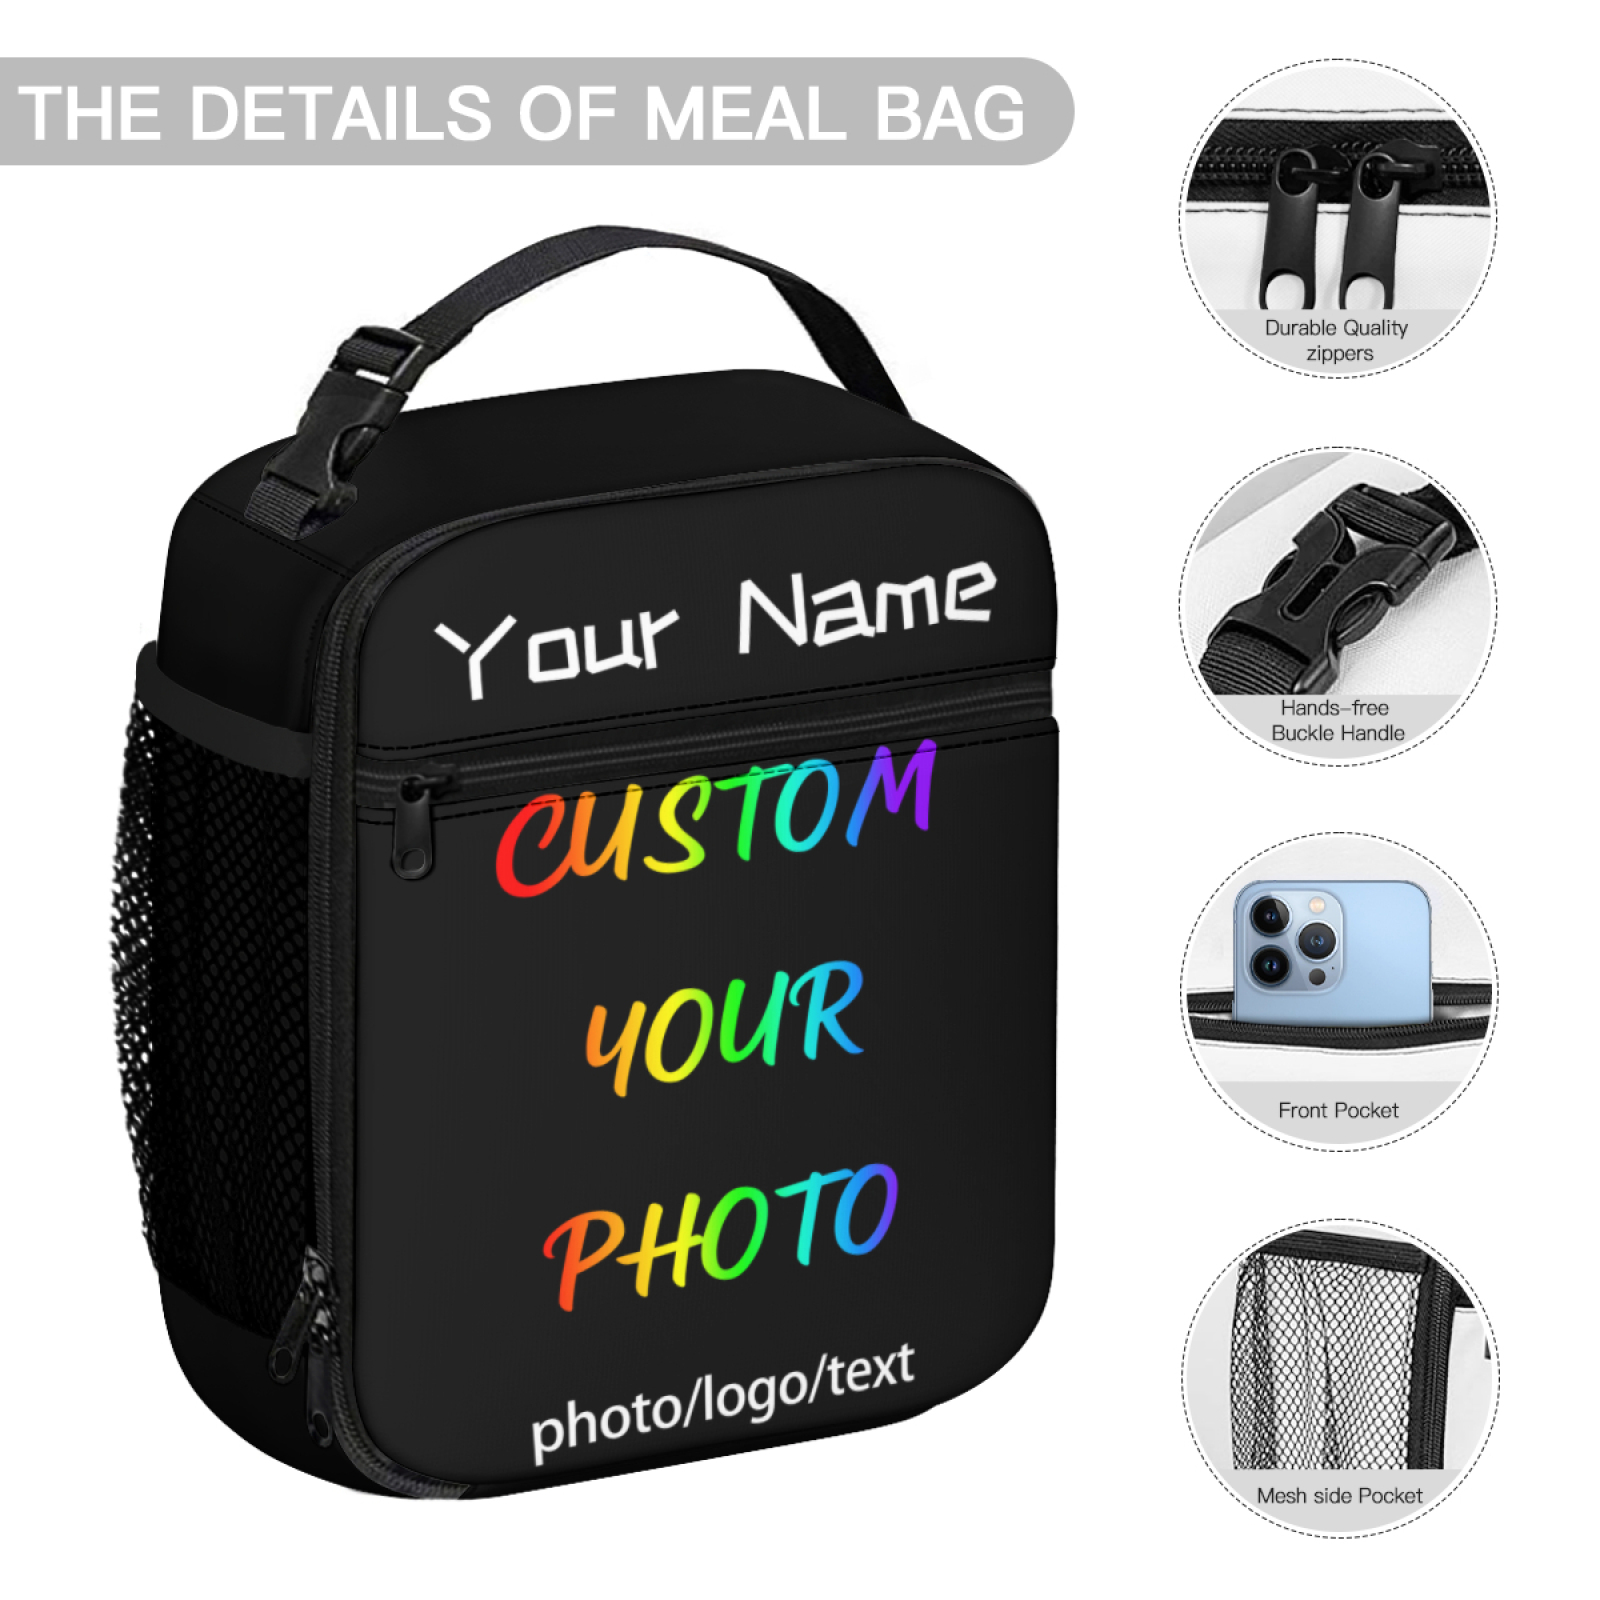 THE DETAILS OF MEAL BAG
Your Name
CUSTOM
YOUR
PHOTO
photo/logo/text
Durable Quality
zippers
Hands-free
Buckle Handle
Front Pocket
Mesh side Pocket